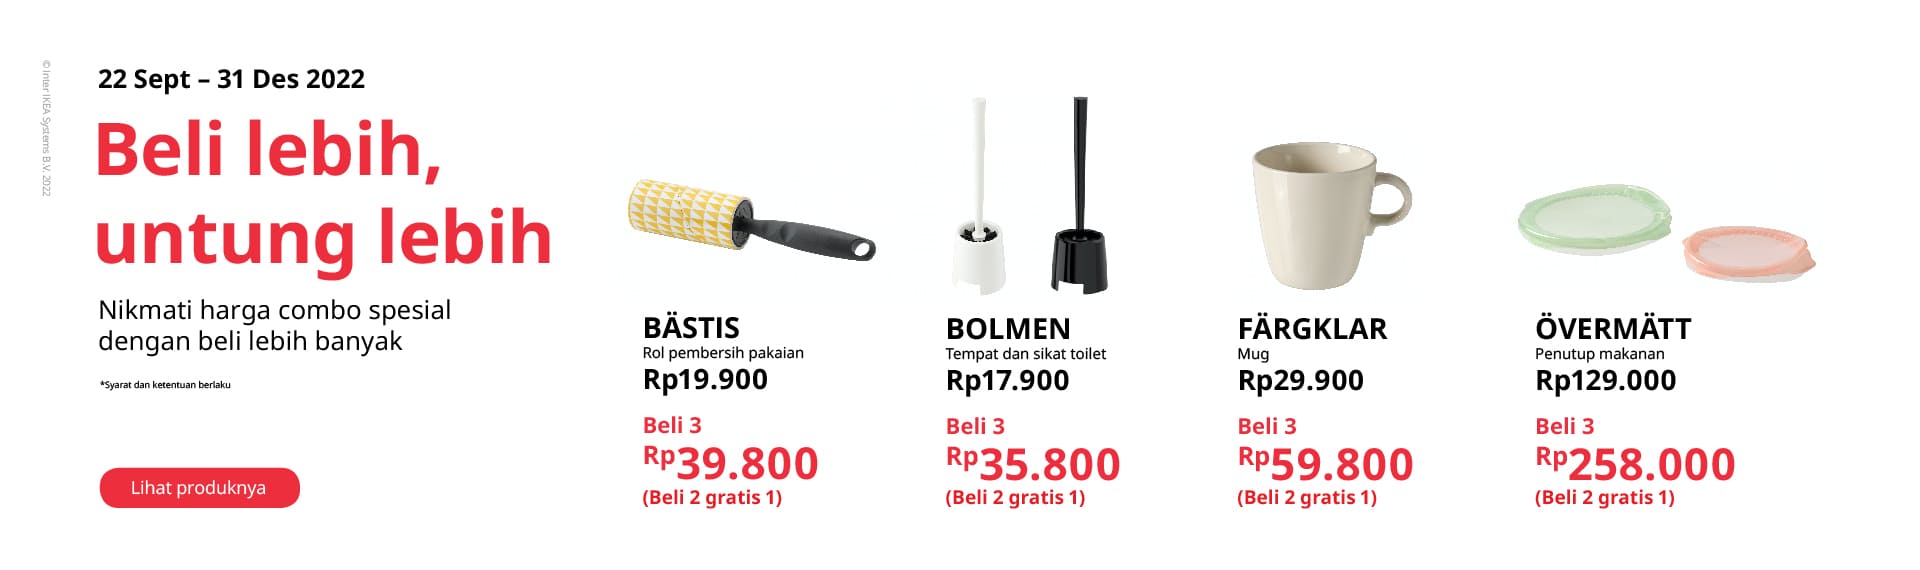 © Inter IKEA Systems B.V. 2022
22 Sept – 31 Des 2022
Beli lebih,
untung lebih
Nikmati harga combo spesial
dengan beli lebih banyak
*Syarat dan ketentuan berlaku
Lihat produknya
BÄSTIS
Rol pembersih pakaian
Rp19.900
Beli 3
Rp39.800
(Beli 2 gratis 1)
BOLMEN
Tempat dan sikat toilet
Rp17.900
Beli 3
Rp35.800
(Beli 2 gratis 1)
FÄRGKLAR
Mug
Rp29.900
Beli 3
Rp59.800
(Beli 2 gratis 1)
ÖVERMÄTT
Penutup makanan
Rp129.000
Beli 3
Rp258.000
(Beli 2 gratis 1)